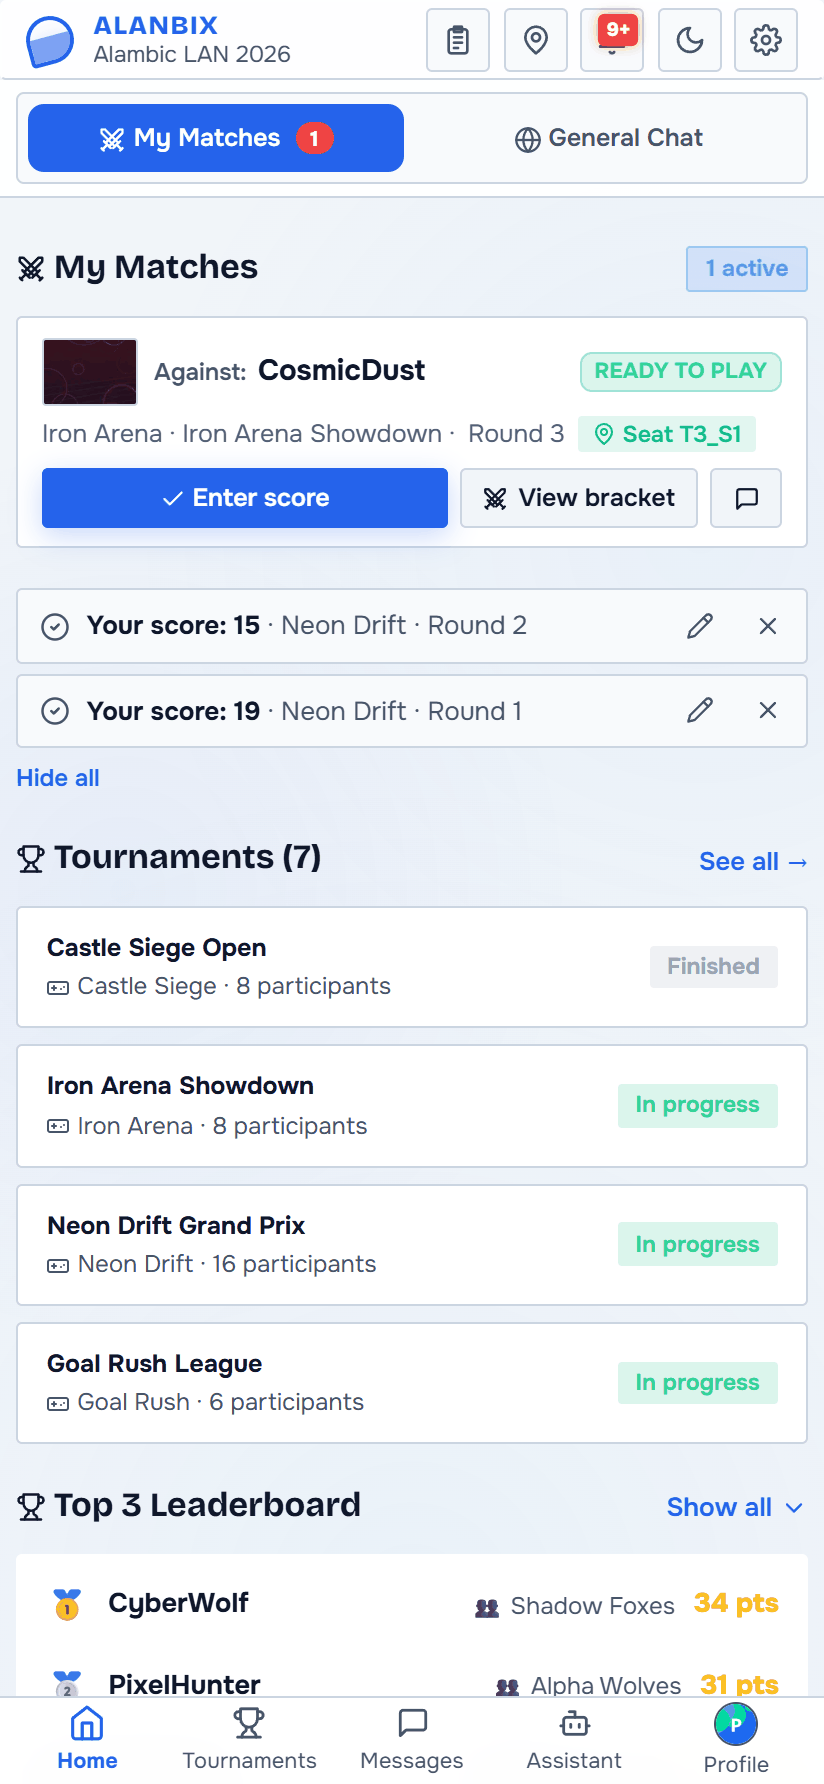 ALANBIX
Alambic LAN 2026
9+
My Matches 1
General Chat
My Matches
1 active
Against: CosmicDust
READY TO PLAY
Iron Arena · Iron Arena Showdown · Round 3
Seat T3_S1
Enter score
View bracket
Your score: 15 · Neon Drift · Round 2
Your score: 19 · Neon Drift · Round 1
Hide all
Tournaments (7)
See all →
Castle Siege Open
Castle Siege · 8 participants
Finished
Iron Arena Showdown
Iron Arena · 8 participants
In progress
Neon Drift Grand Prix
Neon Drift · 16 participants
In progress
Goal Rush League
Goal Rush · 6 participants
In progress
Top 3 Leaderboard
Show all
1 CyberWolf
Shadow Foxes
34 pts
2 PixelHunter
Alpha Wolves
31 pts
Home
Tournaments
Messages
Assistant
P
Profile